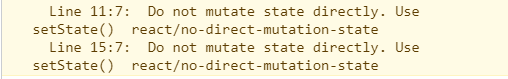 Line 11:7:  Do not mutate state directly. Use
setState()  react/no-direct-mutation-state
Line 15:7:  Do not mutate state directly. Use
setState()  react/no-direct-mutation-state